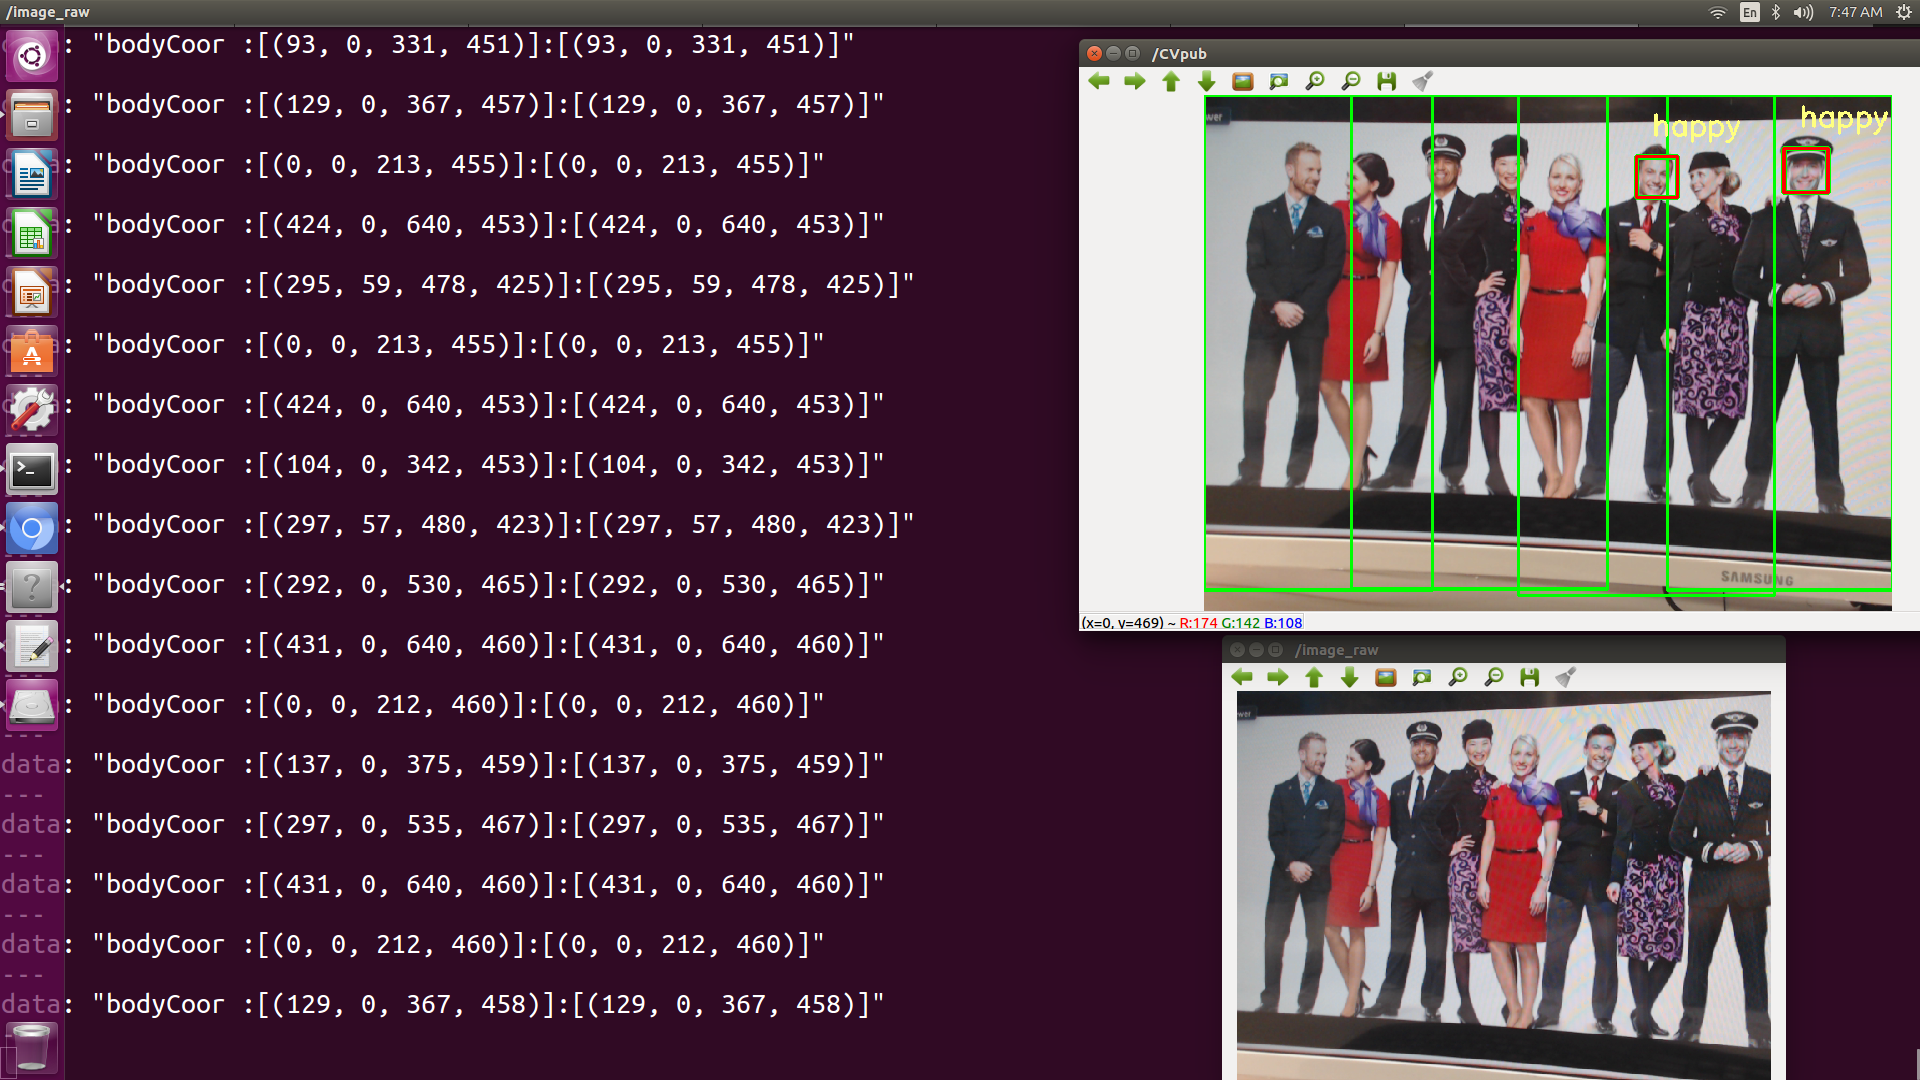 /image_raw
En
7:47 AM
: "bodyCoor :[(93, 0, 331, 451)]:[(93, 0, 331, 451)]"
: "bodyCoor :[(129, 0, 367, 457)]:[(129, 0, 367, 457)]"
: "bodyCoor :[(0, 0, 213, 455)]:[(0, 0, 213, 455)]"
: "bodyCoor :[(424, 0, 640, 453)]:[(424, 0, 640, 453)]"
: "bodyCoor :[(295, 59, 478, 425)]:[(295, 59, 478, 425)]"
: "bodyCoor :[(0, 0, 213, 455)]:[(0, 0, 213, 455)]"
: "bodyCoor :[(424, 0, 640, 453)]:[(424, 0, 640, 453)]"
: "bodyCoor :[(104, 0, 342, 453)]:[(104, 0, 342, 453)]"
: "bodyCoor :[(297, 57, 480, 423)]:[(297, 57, 480, 423)]"
: "bodyCoor :[(292, 0, 530, 465)]:[(292, 0, 530, 465)]"
: "bodyCoor :[(431, 0, 640, 460)]:[(431, 0, 640, 460)]"
: "bodyCoor :[(0, 0, 212, 460)]:[(0, 0, 212, 460)]"
---
data: "bodyCoor :[(137, 0, 375, 459)]:[(137, 0, 375, 459)]"
---
data: "bodyCoor :[(297, 0, 535, 467)]:[(297, 0, 535, 467)]"
---
data: "bodyCoor :[(431, 0, 640, 460)]:[(431, 0, 640, 460)]"
---
data: "bodyCoor :[(0, 0, 212, 460)]:[(0, 0, 212, 460)]"
---
data: "bodyCoor :[(129, 0, 367, 458)]:[(129, 0, 367, 458)]"
/CVpub
wer
happy
happy
SAMSUNG
(x=0, y=469) ~ R:174 G:142 B:108
/image_raw
wer